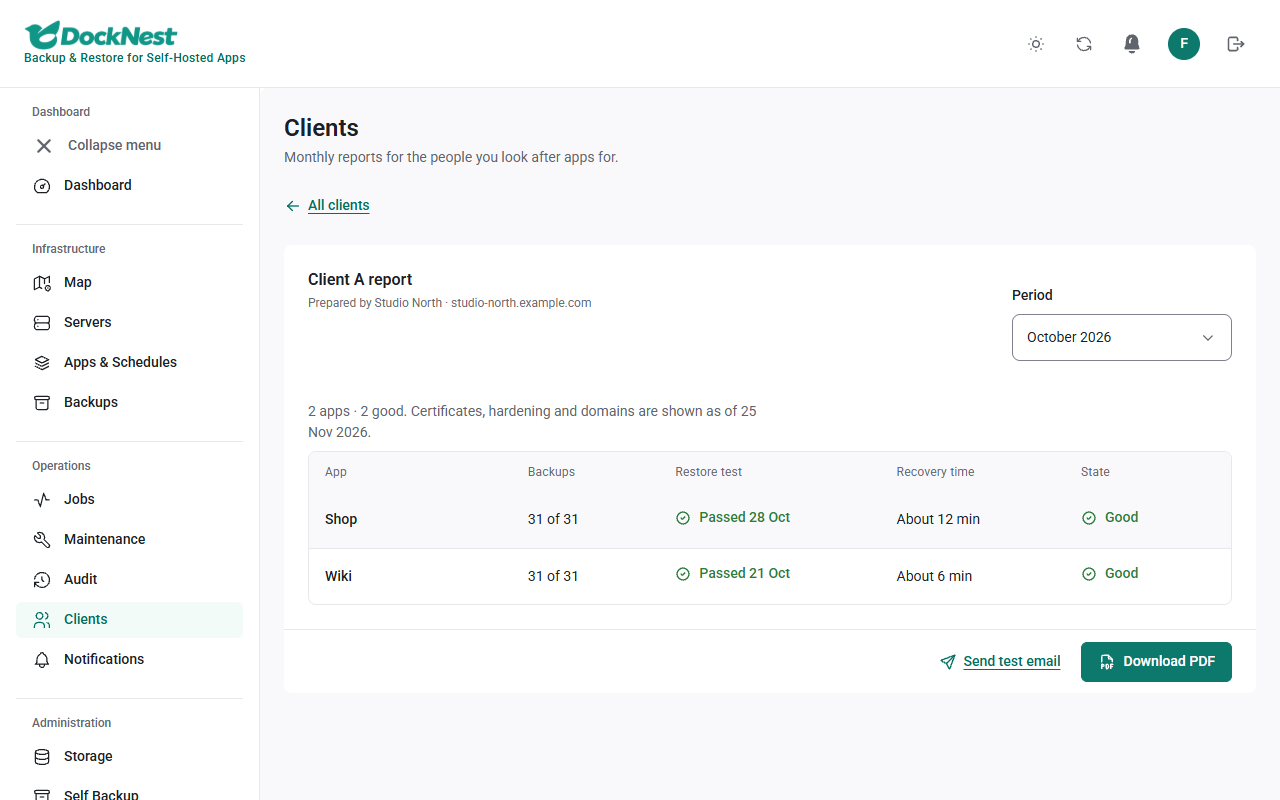 DockNest
Backup & Restore for Self-Hosted Apps
F
Dashboard
Collapse menu
Dashboard
Infrastructure
Map
Servers
Apps & Schedules
Backups
Operations
Jobs
Maintenance
Audit
Clients
Notifications
Administration
Storage
Self Backup
Clients
Monthly reports for the people you look after apps for.
All clients
Client A report
Prepared by Studio North · studio-north.example.com
Period
October 2026
2 apps · 2 good. Certificates, hardening and domains are shown as of 25
Nov 2026.
App Backups Restore test Recovery time State
Shop 31 of 31 Passed 28 Oct About 12 min Good
Wiki 31 of 31 Passed 21 Oct About 6 min Good
Send test email
PDF Download PDF